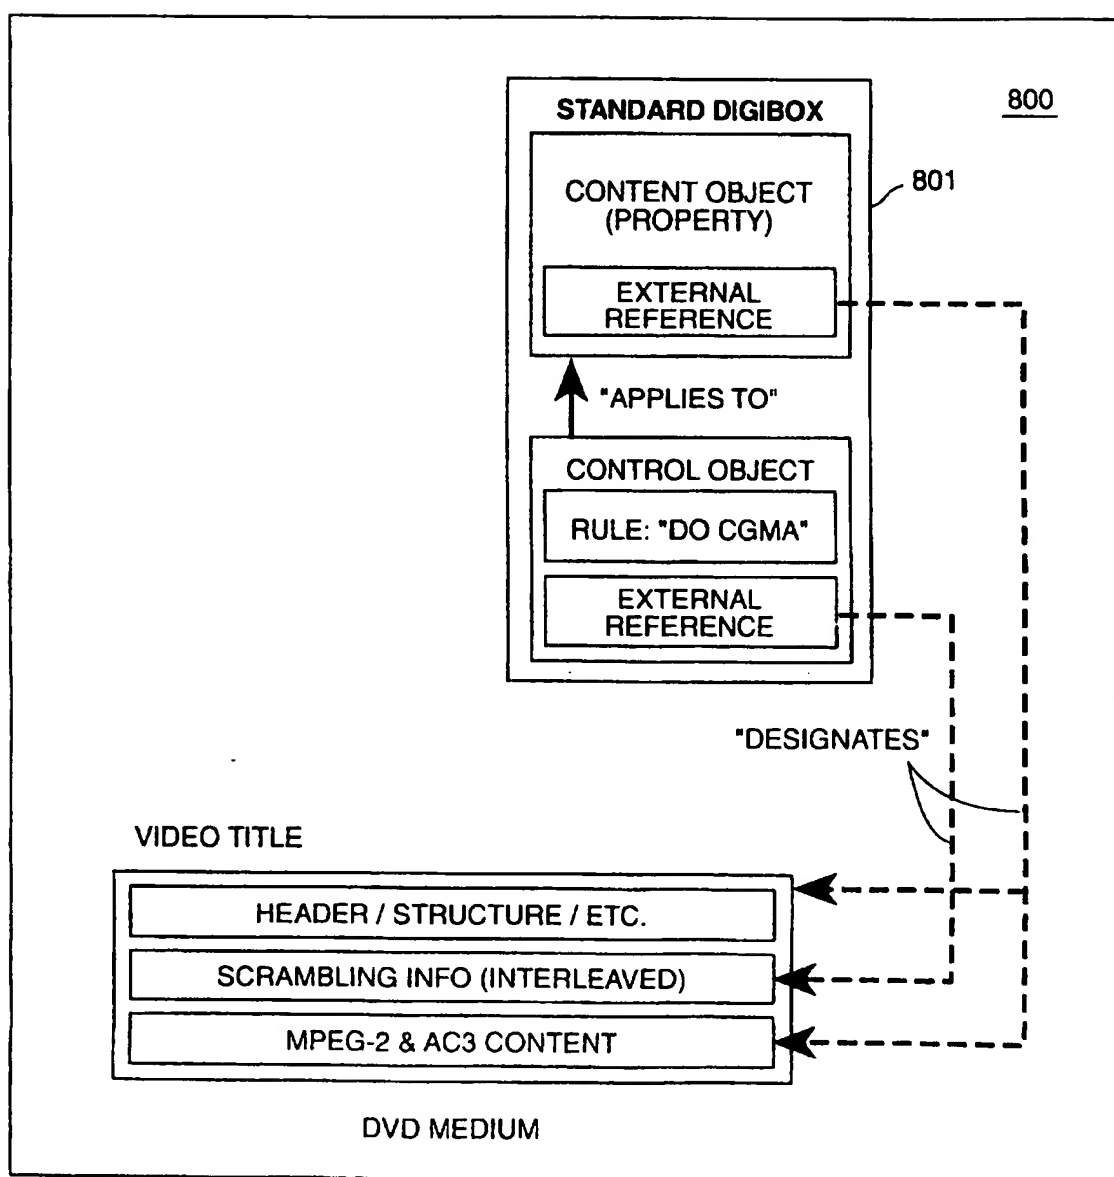 800
STANDARD DIGIBOX
801
CONTENT OBJECT
(PROPERTY)
EXTERNAL
REFERENCE
"APPLIES TO"
CONTROL OBJECT
RULE: "DO CGMA"
EXTERNAL
REFERENCE
"DESIGNATES"
VIDEO TITLE
HEADER / STRUCTURE / ETC.
SCRAMBLING INFO (INTERLEAVED)
MPEG-2 & AC3 CONTENT
DVD MEDIUM